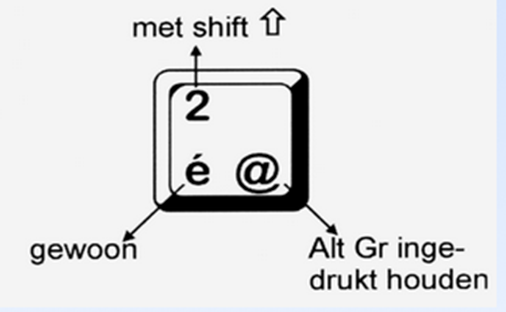 met shift ⇧
2
é @
gewoon
Alt Gr inge-
drukt houden